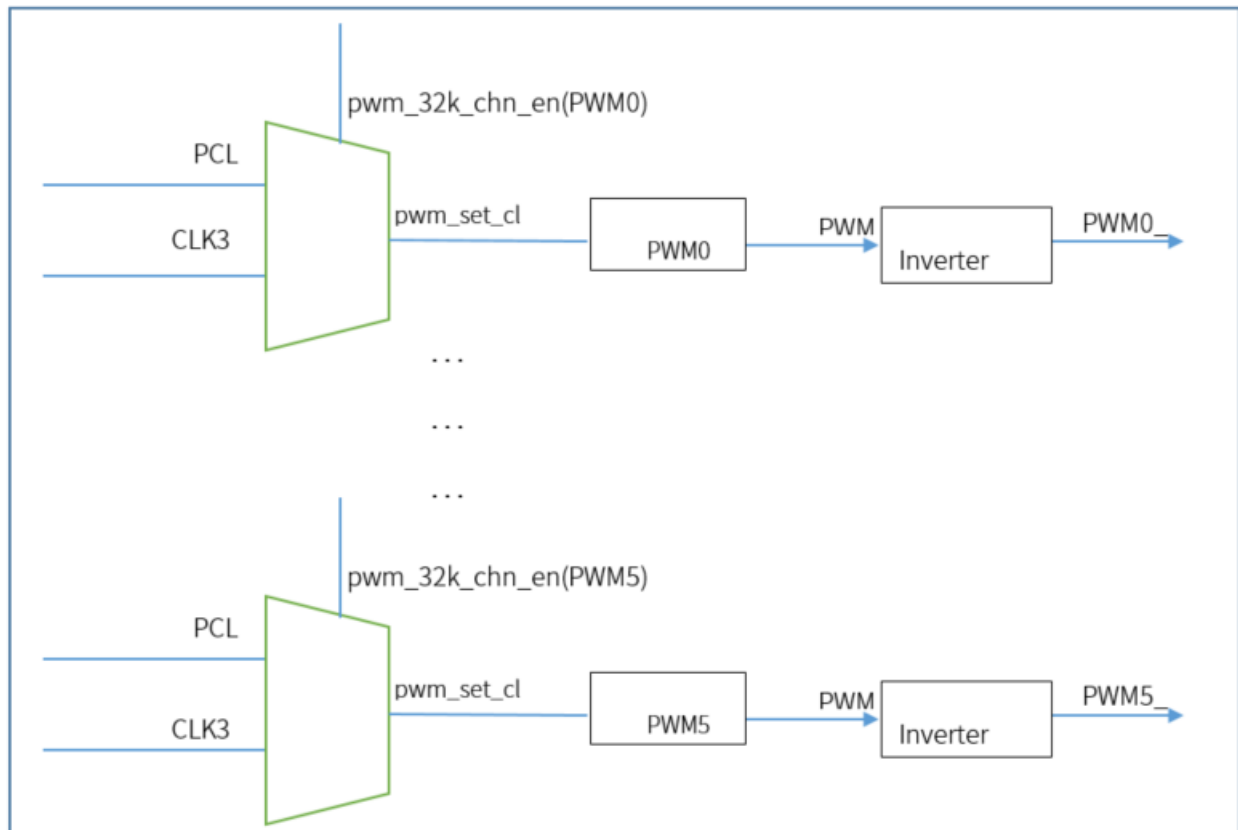 pwm_32k_chn_en(PWM0)
PCL
CLK3
pwm_set_cl
PWM0
PWM
Inverter
PWM0_
...
...
...
pwm_32k_chn_en(PWM5)
PCL
CLK3
pwm_set_cl
PWM5
PWM
Inverter
PWM5_